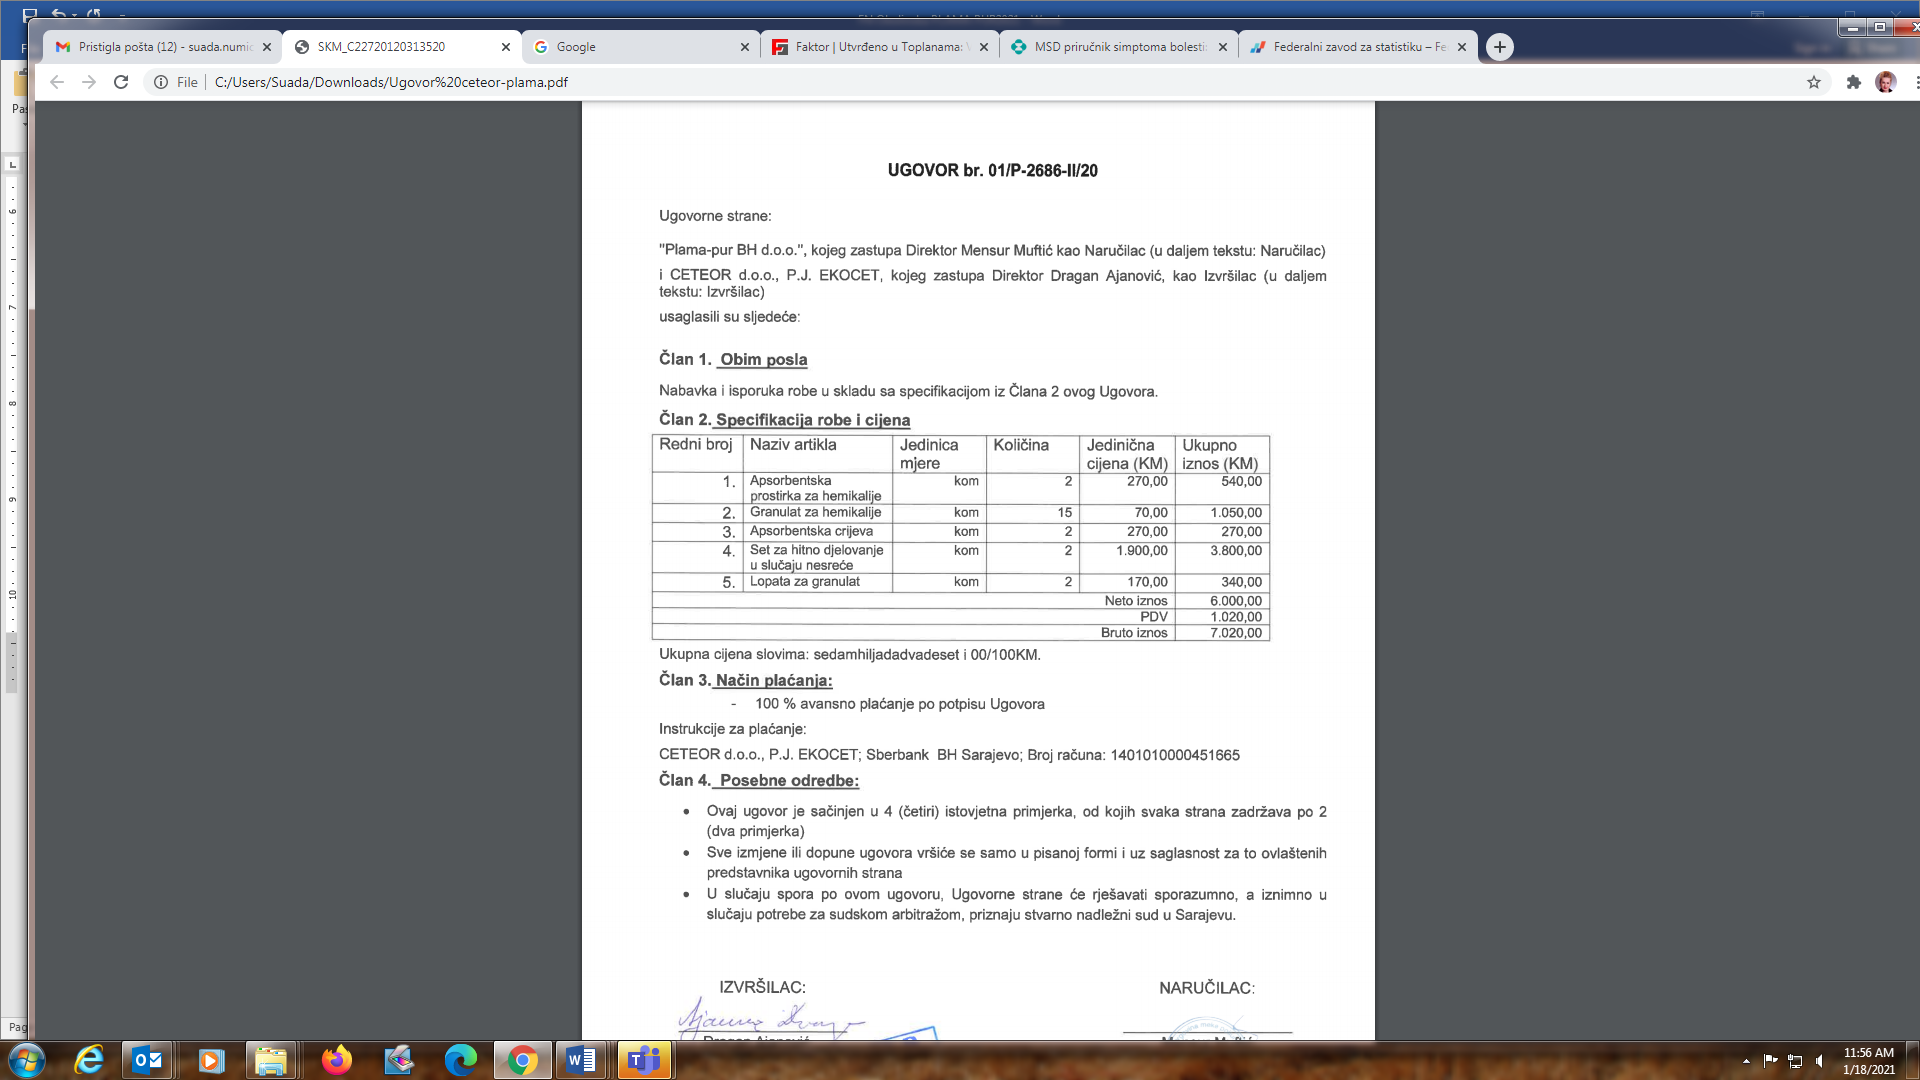 Pristigla pošta (12) - suada.numic
SKM_C22720120313520
Google
Faktor | Utvrđeno u Toplanama:
MSD priručnik simptoma bolesti
Federalni zavod za statistiku – Fe
File
C:/Users/Suada/Downloads/Ugovor%20ceteor-plama.pdf
UGOVOR br. 01/P-2686-II/20
Ugovorne strane:
"Plama-pur BH d.o.o.", kojeg zastupa Direktor Mensur Muftić kao Naručilac (u daljem tekstu: Naručilac)
i CETEOR d.o.o., P.J. EKOCET, kojeg zastupa Direktor Dragan Ajanović, kao Izvršilac (u daljem
tekstu: Izvršilac)
usaglasili su sljedeće:
Član 1. Obim posla
Nabavka i isporuka robe u skladu sa specifikacijom iz Člana 2 ovog Ugovora.
Član 2. Specifikacija robe i cijena
Redni broj Naziv artikla Jedinica mjere Količina Jedinična cijena (KM) Ukupno iznos (KM)
1. Apsorbentska prostirka za hemikalije kom 2 270,00 540,00
2. Granulat za hemikalije kom 15 70,00 1.050,00
3. Apsorbentska crijeva kom 2 270,00 270,00
4. Set za hitno djelovanje u slučaju nesreće kom 2 1.900,00 3.800,00
5. Lopata za granulat kom 2 170,00 340,00
Neto iznos 6.000,00
PDV 1.020,00
Bruto iznos 7.020,00
Ukupna cijena slovima: sedamhiljadadvadeset i 00/100KM.
Član 3. Način plaćanja:
- 100 % avansno plaćanje po potpisu Ugovora
Instrukcije za plaćanje:
CETEOR d.o.o., P.J. EKOCET; Sberbank BH Sarajevo; Broj računa: 1401010000451665
Član 4. Posebne odredbe:
• Ovaj ugovor je sačinjen u 4 (četiri) istovjetna primjerka, od kojih svaka strana zadržava po 2
(dva primjerka)
• Sve izmjene ili dopune ugovora vršiće se samo u pisanoj formi i uz saglasnost za to ovlaštenih
predstavnika ugovornih strana
• U slučaju spora po ovom ugovoru, Ugovorne strane će rješavati sporazumno, a iznimno u
slučaju potrebe za sudskom arbitražom, priznaju stvarno nadležni sud u Sarajevu.
IZVRŠILAC:
NARUČILAC:
Dragan Ajanović
Mensur Muftić
11:56 AM
1/18/2021